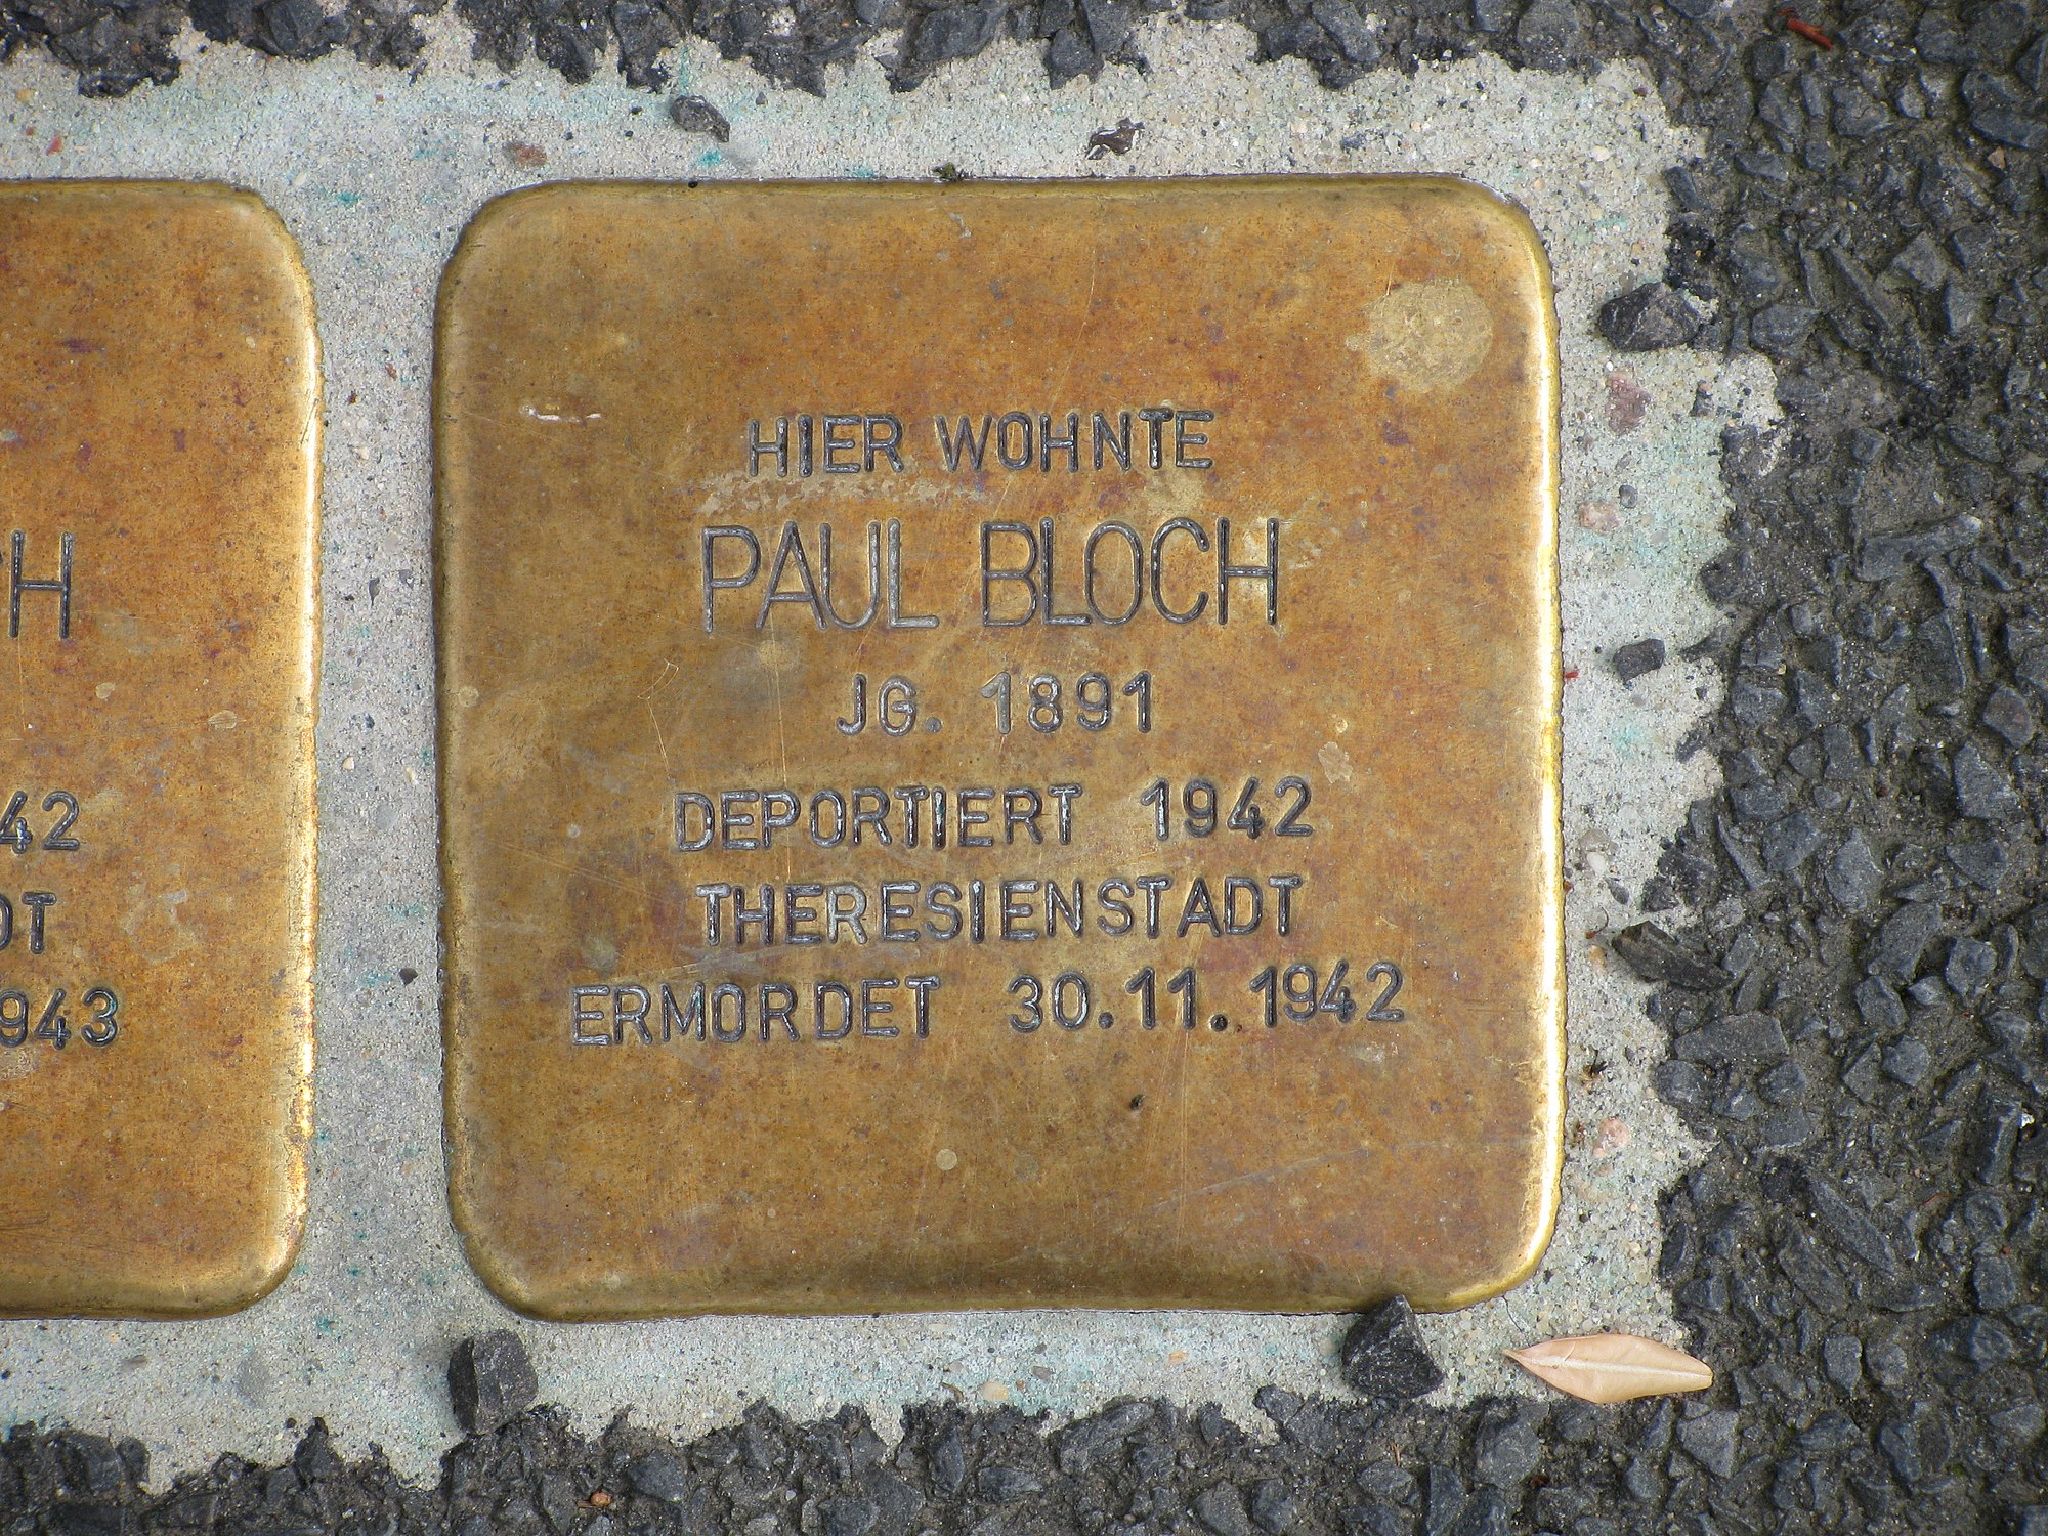 HIER WOHNTE
PAUL BLOCH
JG. 1891
DEPORTIERT 1942
THERESIENSTADT
ERMORDET 30.11.1942